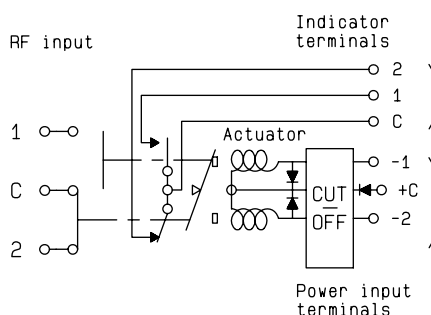 Indicator
terminals
RF input
2
1
C
Actuator
1
C
2
-1
+C
-2
CUT
OFF
Power input
terminals